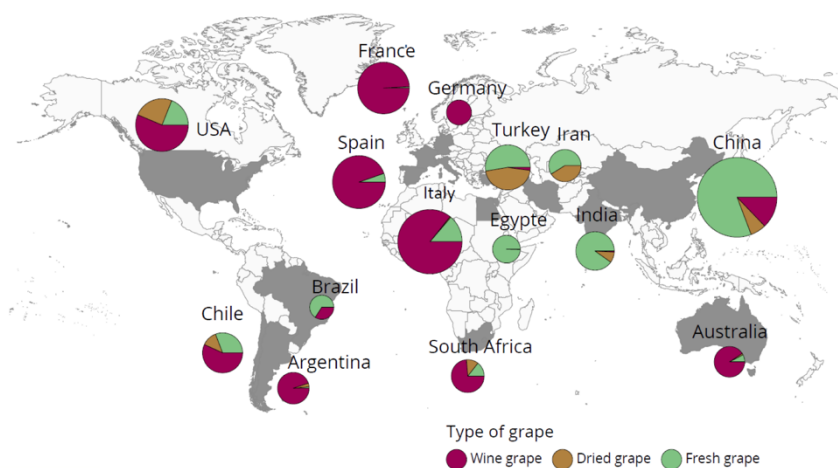 France
Germany
USA
Turkey
Iran
China
Spain
Italy
Egypte
India
Brazil
Chile
Argentina
South Africa
Australia
Type of grape
Wine grape
Dried grape
Fresh grape